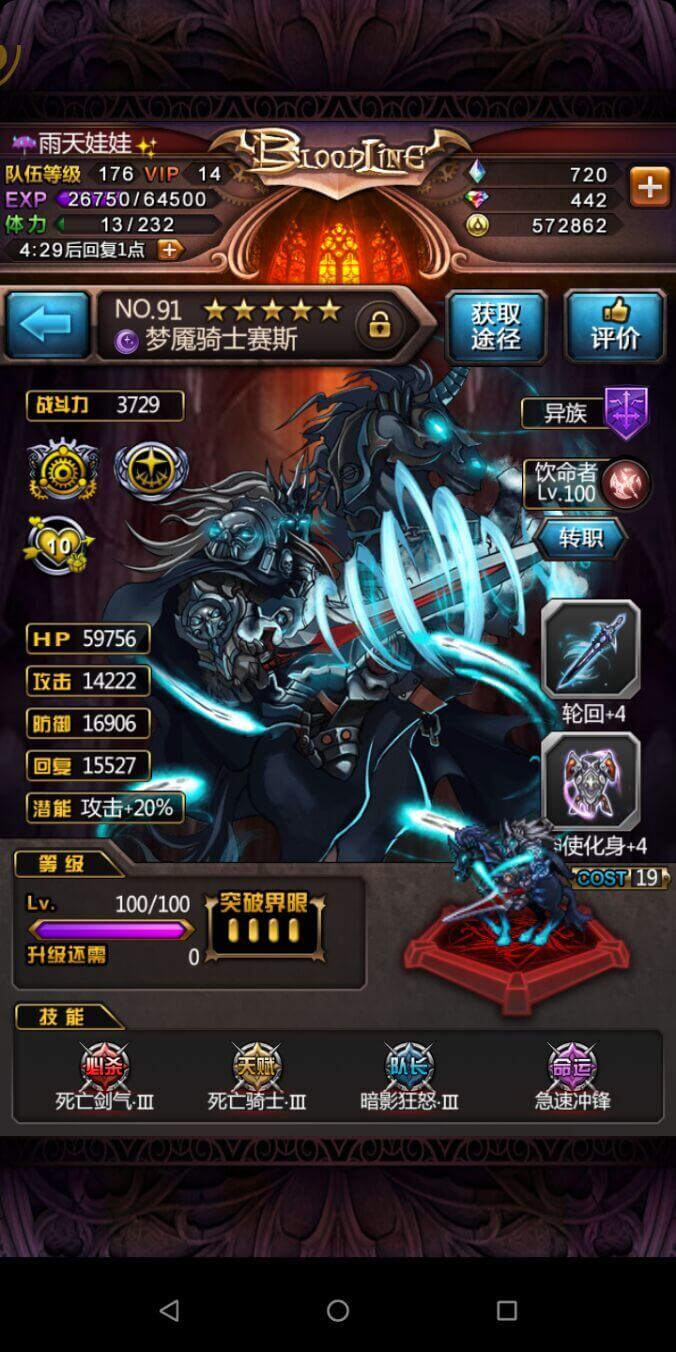 雨天娃娃
BLOODLINE
队伍等级 176 VIP 14
EXP 26750/64500
体力 13/232
4:29后回复1点
720
442
572862
NO.91
梦魇骑士赛斯
获取
途径
评价
战斗力 3729
异族
饮命者
Lv.100
转职
10
HP 59756
攻击 14222
防御 16906
回复 15527
潜能 攻击+20%
轮回+4
使化身+4
COST 19
等级
Lv. 100/100
突破界限
升级还需 0
技能
必杀
天赋
队长
命运
死亡剑气·III
死亡骑士·III
暗影狂怒·III
急速冲锋